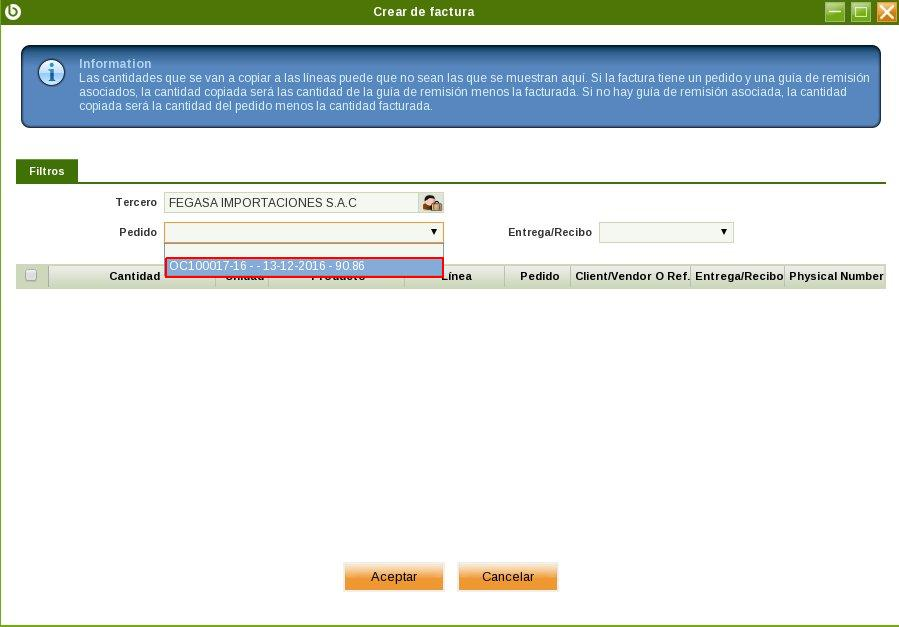 Crear de factura
Information
Las cantidades que se van a copiar a las líneas puede que no sean las que se muestran aquí. Si la factura tiene un pedido y una guía de remisión
asociados, la cantidad copiada será las cantidad de la guía de remisión menos la facturada. Si no hay guía de remisión asociada, la cantidad
copiada será la cantidad del pedido menos la cantidad facturada.
Filtros
Tercero FEGASA IMPORTACIONES S.A.C
Pedido Entrega/Recibo
OC100017-16 - - 13-12-2016 - 90.86
Cantidad Unidad Producto Línea Pedido Client/Vendor O Ref. Entrega/Recibo Physical Number
Aceptar Cancelar